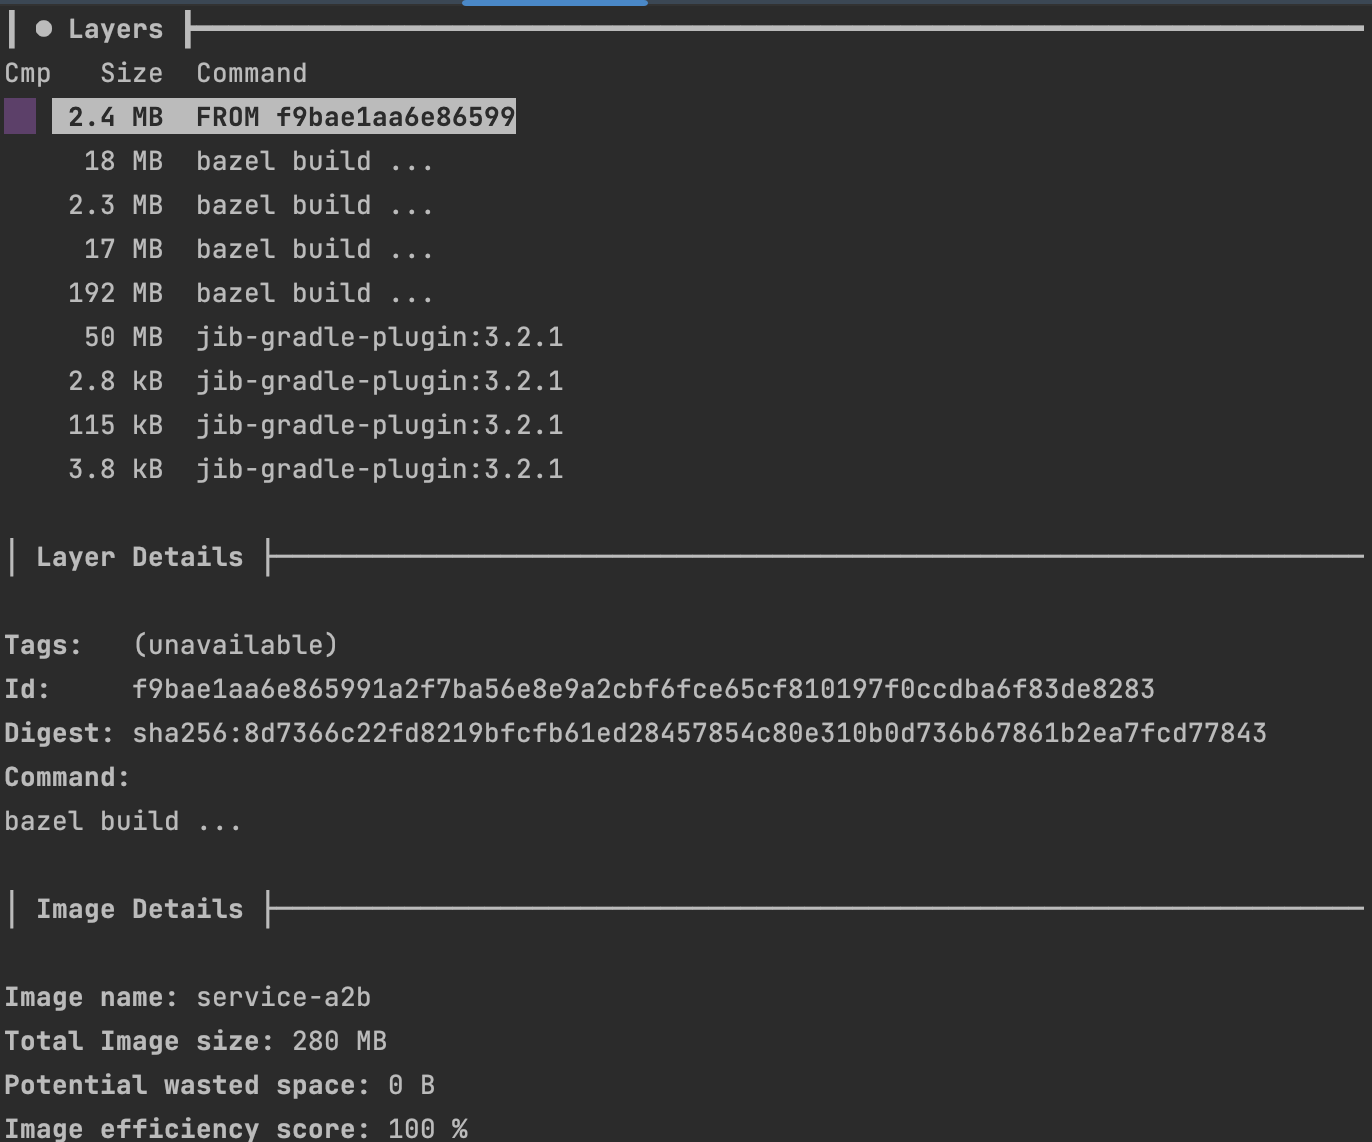 ● Layers
Cmp Size Command
2.4 MB FROM f9bae1aa6e86599
18 MB bazel build ...
2.3 MB bazel build ...
17 MB bazel build ...
192 MB bazel build ...
50 MB jib-gradle-plugin:3.2.1
2.8 kB jib-gradle-plugin:3.2.1
115 kB jib-gradle-plugin:3.2.1
3.8 kB jib-gradle-plugin:3.2.1
Layer Details
Tags: (unavailable)
Id: f9bae1aa6e865991a2f7ba56e8e9a2cbf6fce65cf810197f0ccdba6f83de8283
Digest: sha256:8d7366c22fd8219bfcfb61ed28457854c80e310b0d736b67861b2ea7fcd77843
Command:
bazel build ...
Image Details
Image name: service-a2b
Total Image size: 280 MB
Potential wasted space: 0 B
Image efficiency score: 100 %